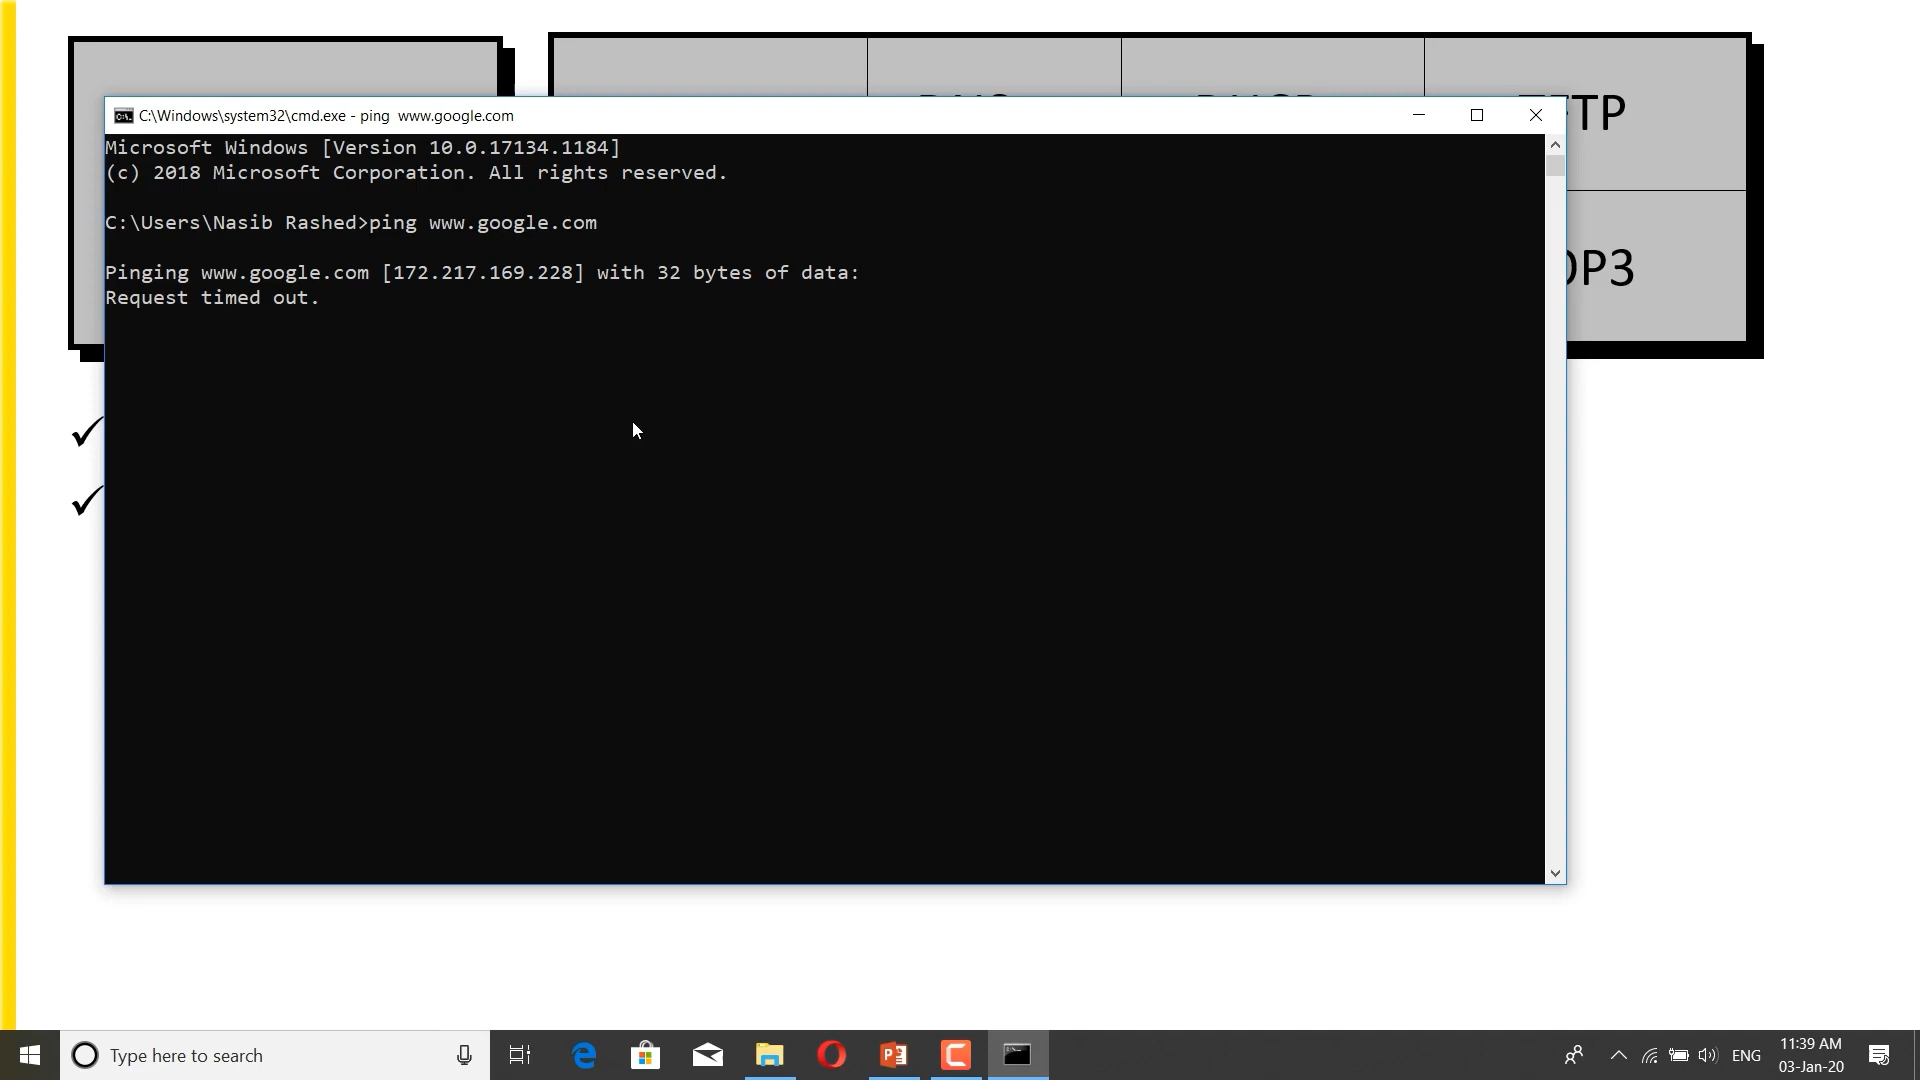 C:\Windows\system32\cmd.exe - ping  www.google.com
Microsoft Windows [Version 10.0.17134.1184]
(c) 2018 Microsoft Corporation. All rights reserved.
C:\Users\Nasib Rashed>ping www.google.com
Pinging www.google.com [172.217.169.228] with 32 bytes of data:
Request timed out.
Type here to search
ENG
11:39 AM
03-Jan-20